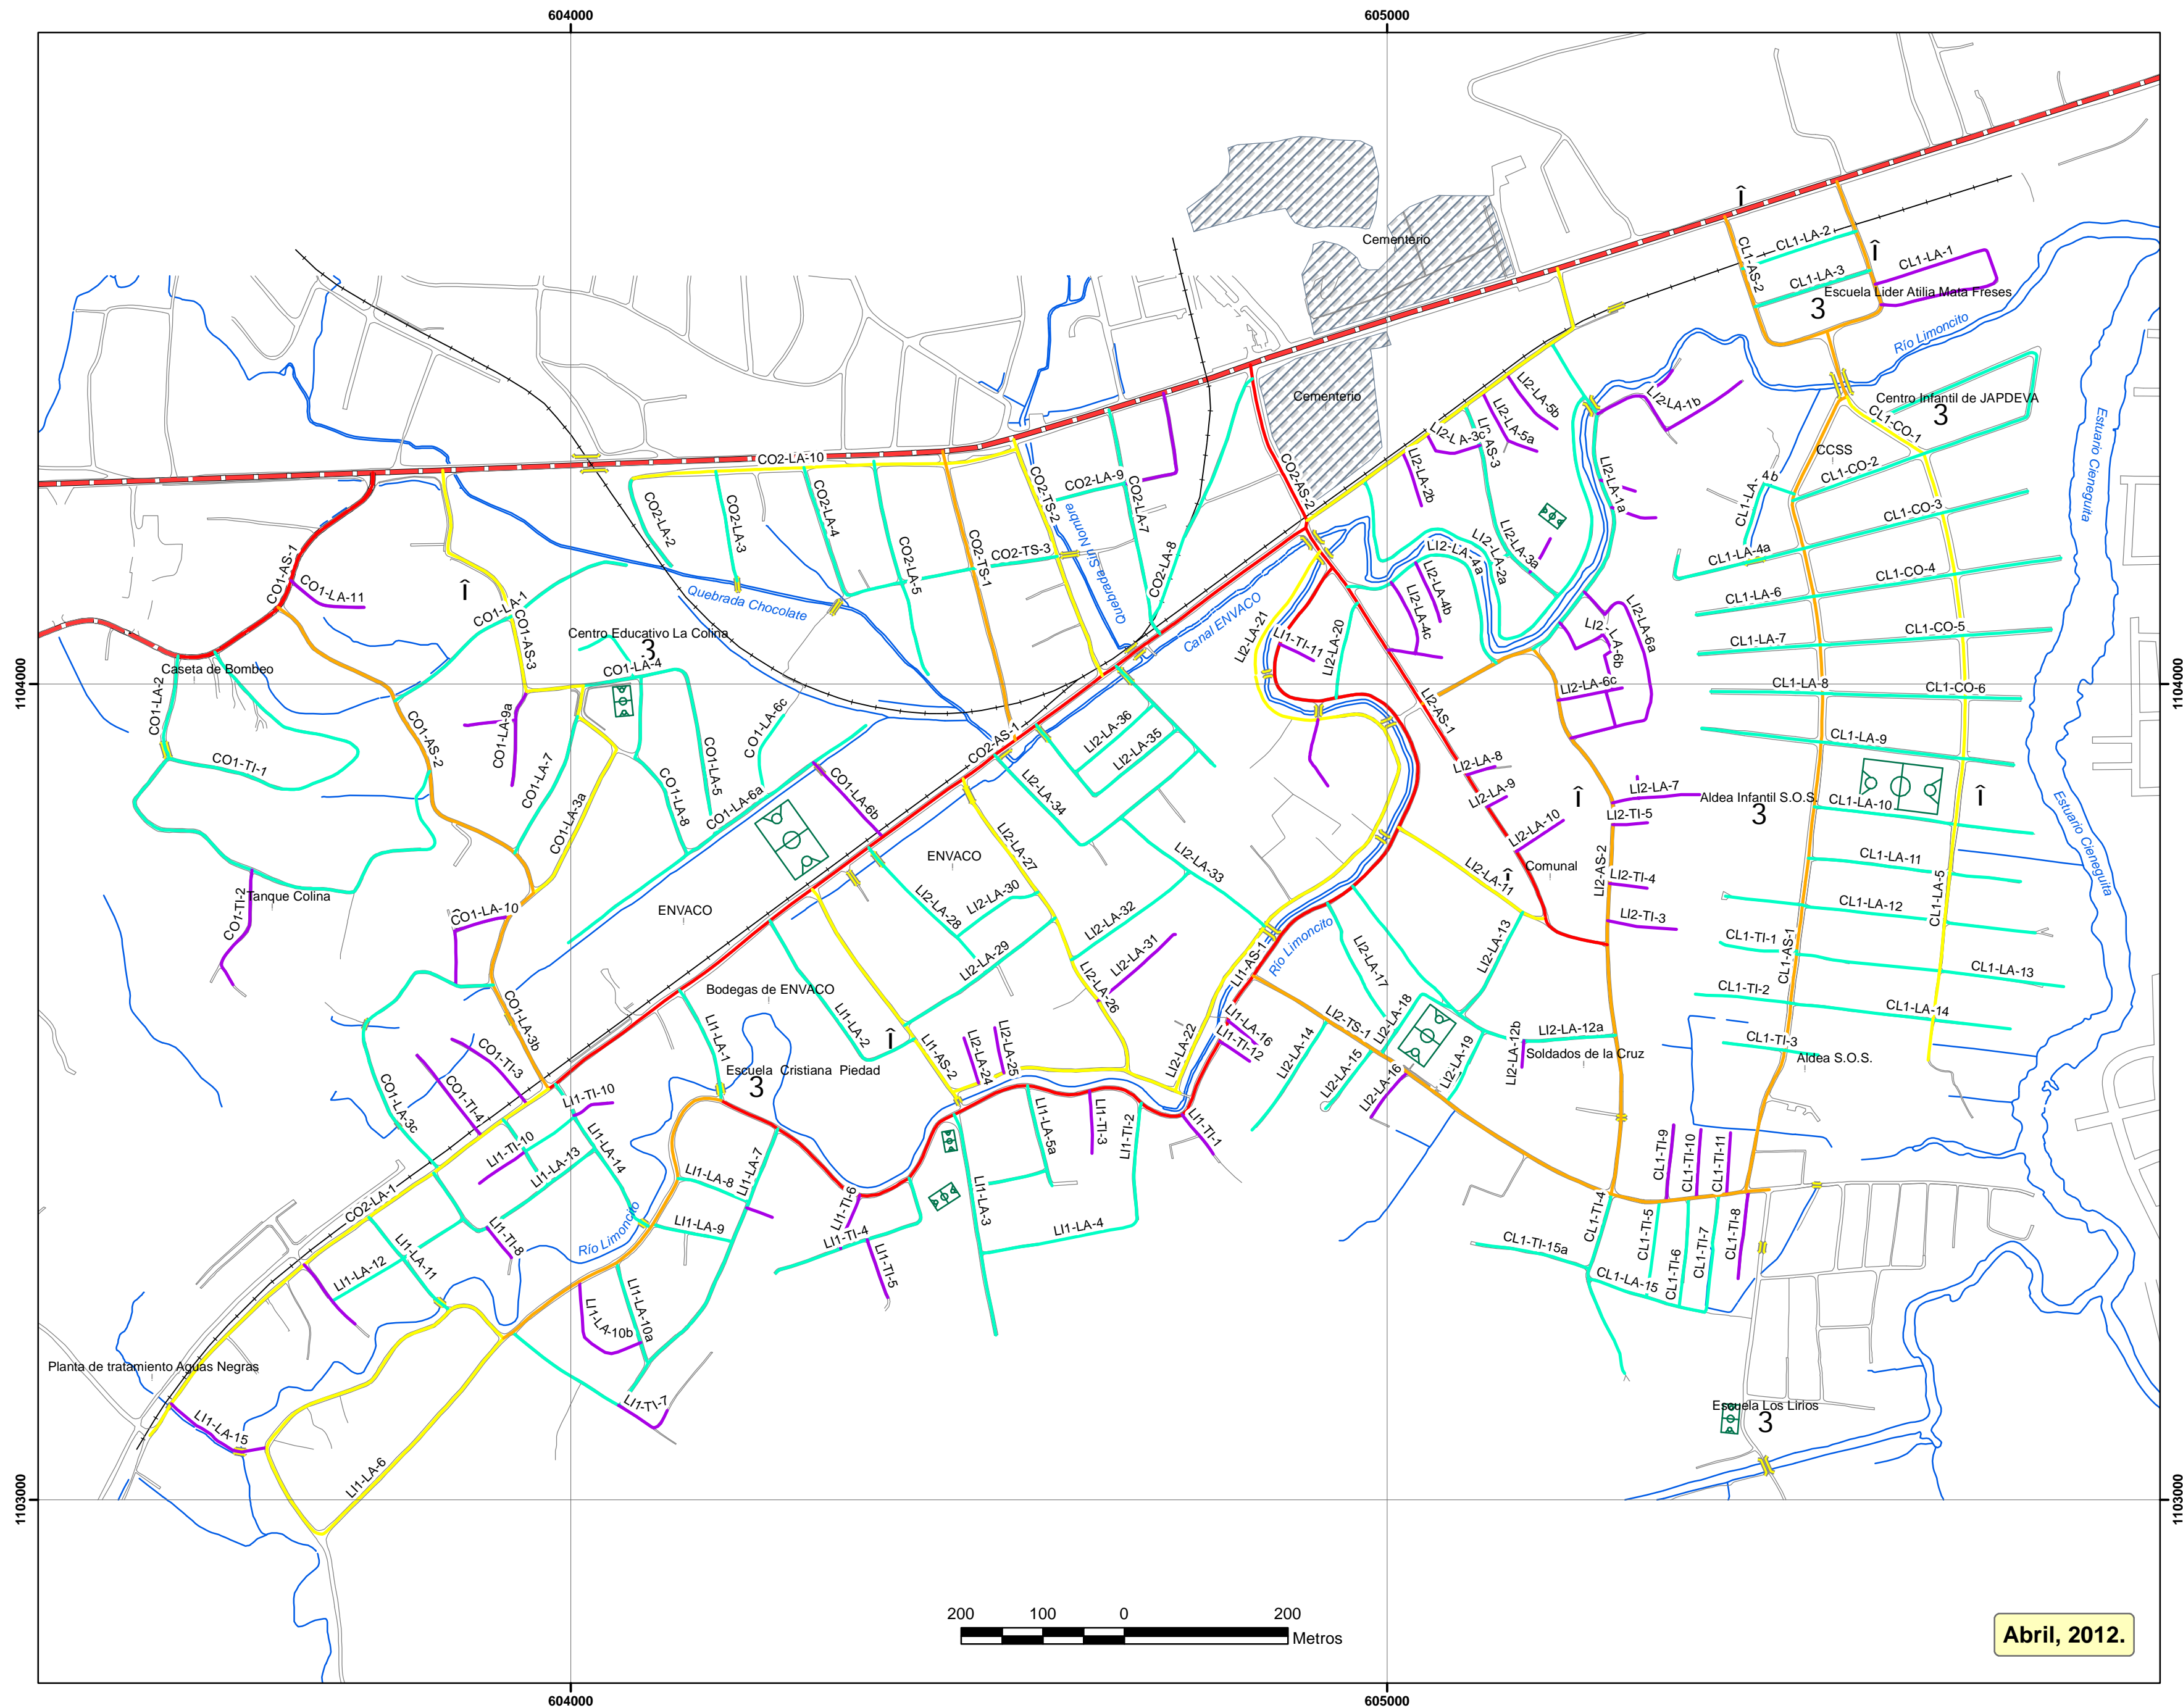 604000
605000
Cementerio
CL1-LA-2
CL1-LA-1
CL1-AS-2
CL1-LA-3
Escuela Lider Atilia Mata Freses
3
Río Limoncito
Cementerio
LI2-LA-5b
LI2-LA-1b
Centro Infantil de JAPDEVA
3
LI2-LA-5a
LI2-LA-3c
LI2-AS-3
CL1-CO-1
CCSS
CL1-CO-2
Estuario Cieneguita
CO2-LA-10
CO2-LA-2
CO2-LA-3
CO2-LA-4
CO2-LA-5
CO2-TS-2
CO2-LA-9
CO2-LA-7
CO2-AS-2
LI2-LA-2b
LI2-LA-1a
CL1-LA-4b
CL1-CO-3
CO1-AS-1
CO1-LA-11
CO2-TS-1
CO2-TS-3
Quebrada Sin Nombre
CO2-LA-8
LI2-LA-4a
LI2-LA-2a
LI2-LA-3a
CL1-LA-4a
CL1-CO-4
CL1-LA-6
Quebrada Chocolate
CO1-LA-1
CO1-AS-3
Canal ENVACO
LI2-LA-21
LI1-TI-11
LI2-LA-20
LI2-LA-4b
LI2-LA-4c
LI2-LA-6a
LI2-LA-6b
LI2-LA-6c
CL1-LA-7
CL1-CO-5
Centro Educativo La Colina
3
CO1-LA-4
Caseta de Bombeo
CO1-LA-2
1104000
1104000
CL1-LA-8
CL1-CO-6
CO1-TI-1
CO1-AS-2
CO1-LA-9a
CO1-LA-7
CO1-LA-3a
CO1-LA-8
CO1-LA-5
CO1-LA-6c
CO1-LA-6a
CO1-LA-6b
CO2-AS-1
LI2-LA-36
LI2-LA-35
LI2-LA-34
LI2-AS-1
CL1-LA-9
LI2-LA-8
LI2-LA-9
LI2-LA-10
LI2-LA-7
LI2-TI-5
Aldea Infantil S.O.S.
3
CL1-LA-10
Estuario Cieneguita
ENVACO
LI2-LA-27
LI2-LA-33
LI2-LA-30
LI2-LA-28
LI2-LA-11
Comunal
LI2-AS-2
LI2-TI-4
CL1-LA-11
CL1-LA-5
CL1-LA-12
Tanque Colina
CO1-TI-2
CO1-LA-10
ENVACO
LI2-LA-32
LI2-LA-29
LI2-LA-31
LI2-LA-26
LI1-AS-1
Río Limoncito
LI2-LA-17
LI2-LA-13
LI2-TI-3
CL1-TI-1
CL1-AS-1
CL1-LA-13
CL1-TI-2
CL1-LA-14
CO1-LA-3b
Bodegas de ENVACO
LI1-LA-1
LI1-LA-2
LI1-AS-2
LI2-LA-24
LI2-LA-25
LI2-LA-22
LI1-LA-16
LI1-TI-12
LI2-TS-1
LI2-LA-18
LI2-LA-14
LI2-LA-15
LI2-LA-16
LI2-LA-19
LI2-LA-12b
LI2-LA-12a
Soldados de la Cruz
CL1-TI-3
Aldea S.O.S.
CO1-TI-3
CO1-TI-4
CO1-LA-3c
LI1-TI-10
LI1-TI-10
LI1-LA-13
LI1-LA-14
Escuela Cristiana Piedad
3
LI1-LA-8
LI1-LA-7
LI1-LA-9
LI1-TI-6
LI1-TI-4
LI1-TI-5
LI1-LA-3
LI1-LA-5a
LI1-TI-3
LI1-TI-2
LI1-TI-1
LI1-LA-4
CL1-TI-9
CL1-TI-10
CL1-TI-11
CL1-TI-4
CL1-TI-5
CL1-TI-6
CL1-TI-7
CL1-TI-8
CL1-TI-15a
CL1-LA-15
CO2-LA-1
LI1-LA-12
LI1-LA-11
LI1-TI-8
Río Limoncito
LI1-LA-10b
LI1-LA-10a
LI1-TI-7
Planta de tratamiento Aguas Negras
LI1-LA-15
LI1-LA-6
Escuela Los Lirios
3
1103000
1103000
200 100 0 200
Metros
Abril, 2012.
604000
605000